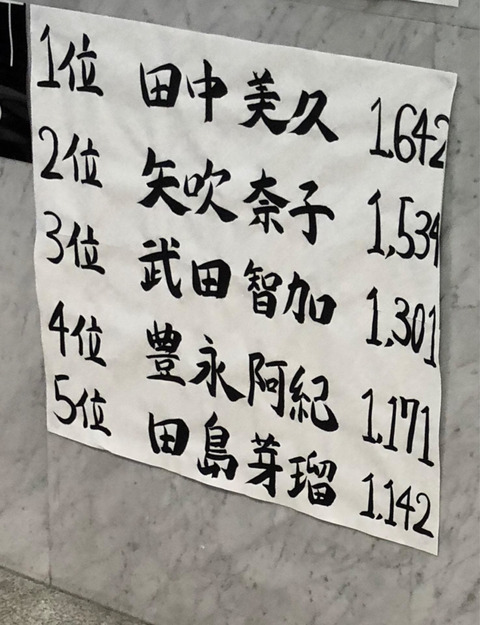 1位 田中美久 1,642
2位 矢吹奈子 1,534
3位 武田智加 1,301
4位 豊永阿紀 1,171
5位 田島芽瑠 1,142